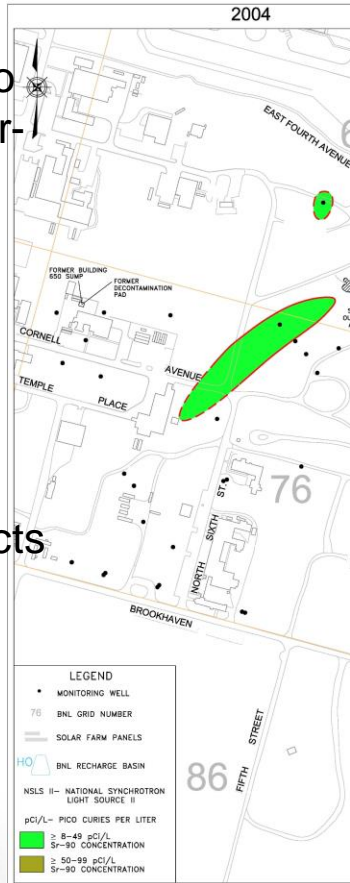 2004
o
r-
EAST FOURTH AVENUE
6
FORMER BUILDING
650 SUMP
FORMER
DECONTAMINATION
PAD
CORNELL
AVENUE
TEMPLE
PLACE
76
NORTH SIXTH ST.
cts
BROOKHAVEN
FIFTH STREET
86
LEGEND
MONITORING WELL
76 BNL GRID NUMBER
SOLAR FARM PANELS
HO BNL RECHARGE BASIN
NSLS II- NATIONAL SYNCHROTRON
LIGHT SOURCE II
pCi/L- PICO CURIES PER LITER
≥ 8-49 pCi/L
Sr-90 CONCENTRATION
≥ 50-99 pCi/L
Sr-90 CONCENTRATION